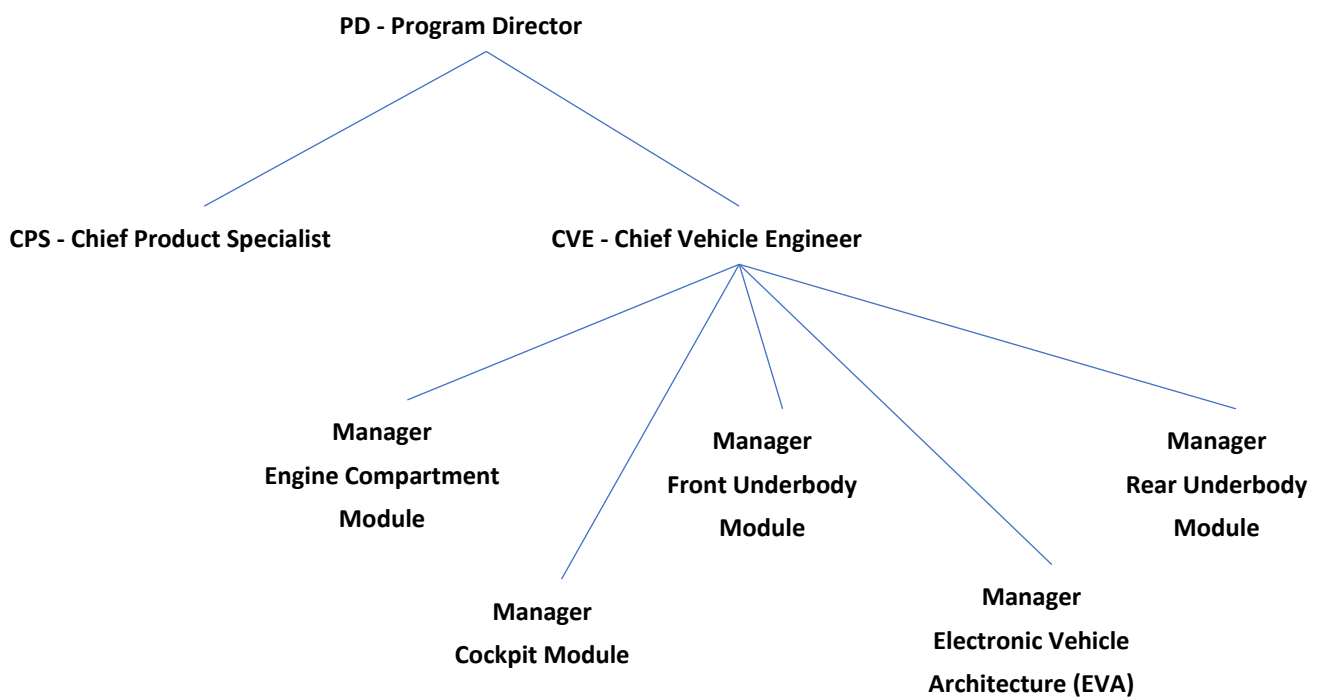 PD - Program Director
CPS - Chief Product Specialist
CVE - Chief Vehicle Engineer
Manager
Engine Compartment
Module
Manager
Front Underbody
Module
Manager
Rear Underbody
Module
Manager
Cockpit Module
Manager
Electronic Vehicle
Architecture (EVA)